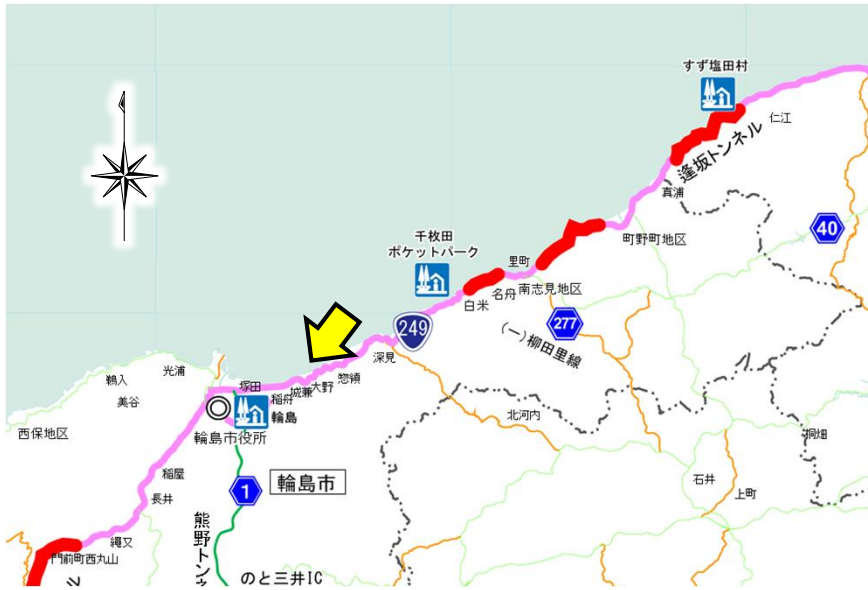 すず塩田村
仁江
逢坂トンネル
真浦
40
町野町地区
千枚田
ポケットパーク
里町
白米
名舟
南志見地区
249
277
(一)柳田里線
深見
光浦
鵜入
美谷
塚田
稲舟
城兼
大野
惣領
西保地区
輪島
輪島市役所
北河内
桐畑
稲屋
長井
1
輪島市
石井
上町
縄又
門前町西丸山
熊野トンネ
のと三井IC